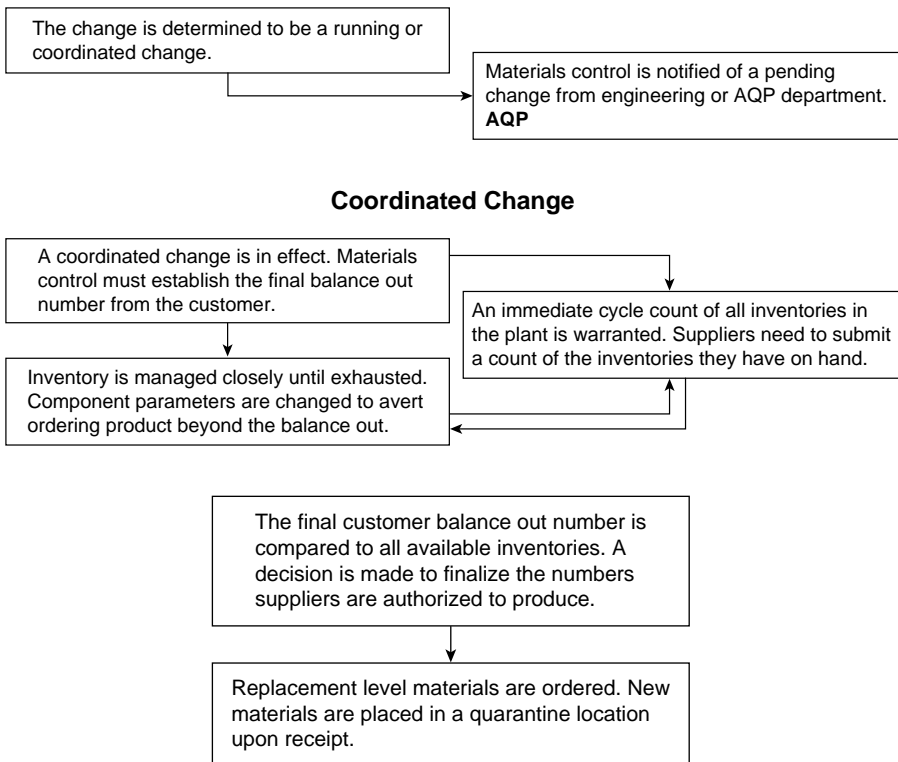 The change is determined to be a running or
coordinated change.
Materials control is notified of a pending
change from engineering or AQP department.
AQP
Coordinated Change
A coordinated change is in effect. Materials
control must establish the final balance out
number from the customer.
An immediate cycle count of all inventories in
the plant is warranted. Suppliers need to submit
a count of the inventories they have on hand.
Inventory is managed closely until exhausted.
Component parameters are changed to avert
ordering product beyond the balance out.
The final customer balance out number is
compared to all available inventories. A
decision is made to finalize the numbers
suppliers are authorized to produce.
Replacement level materials are ordered. New
materials are placed in a quarantine location
upon receipt.